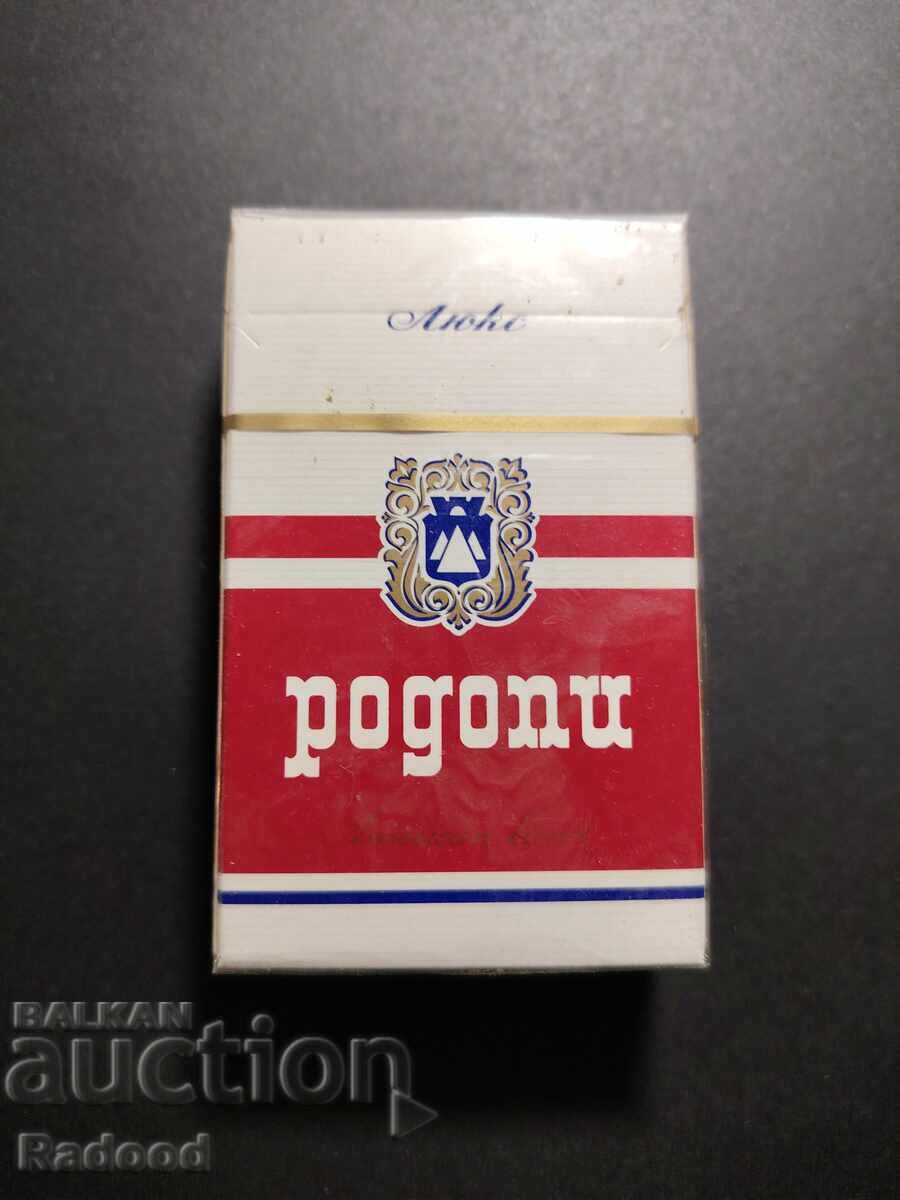 Люкс
родопи
BALKAN
auction
Radood